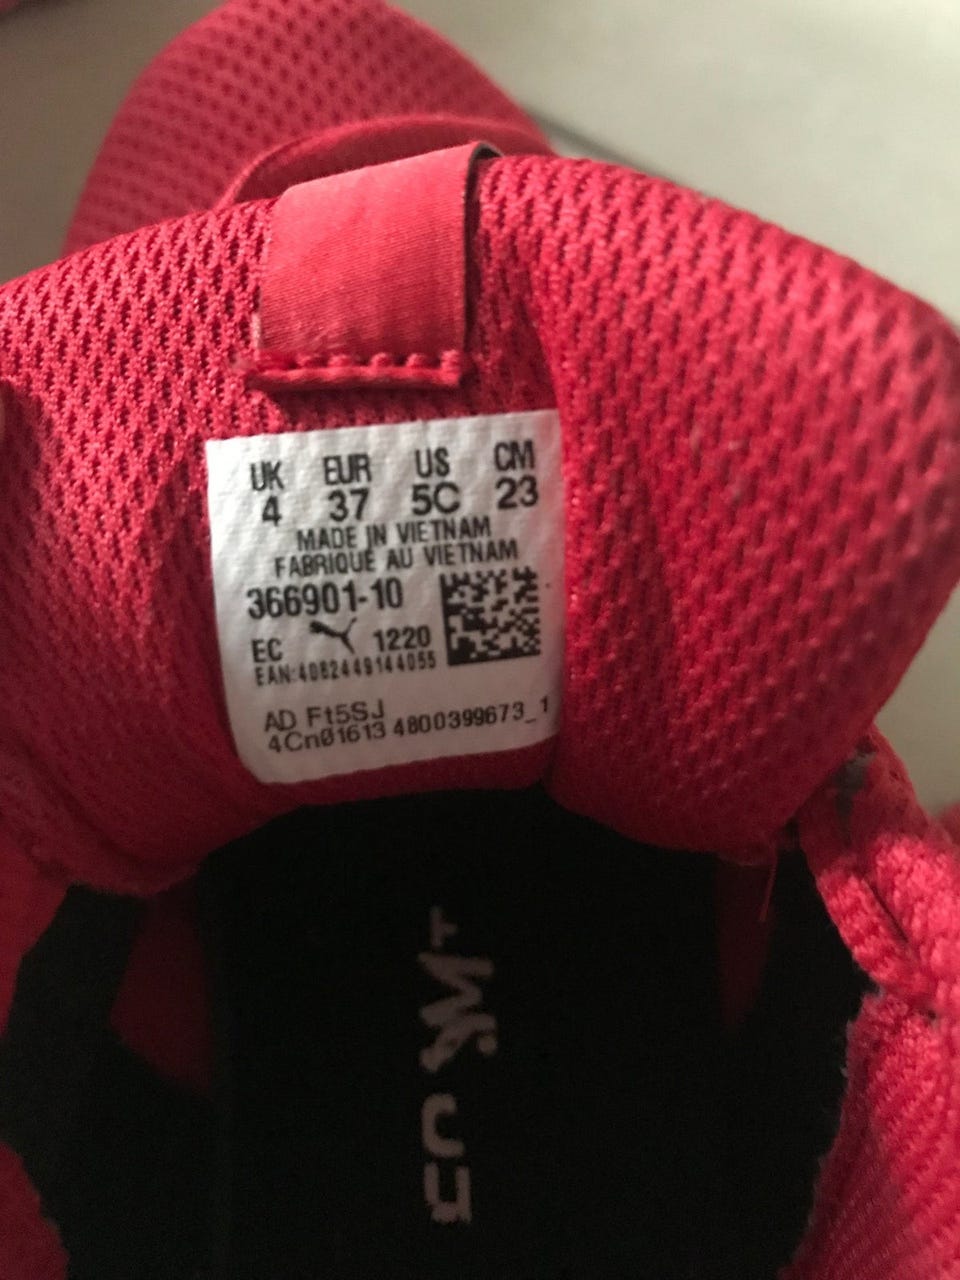 UK EUR US CM
4 37 5C 23
MADE IN VIETNAM
FABRIQUÉ AU VIETNAM
366901-10
EC 1220
EAN:4062449144055
AD Ft5SJ
4Cn01613 4800399673_1